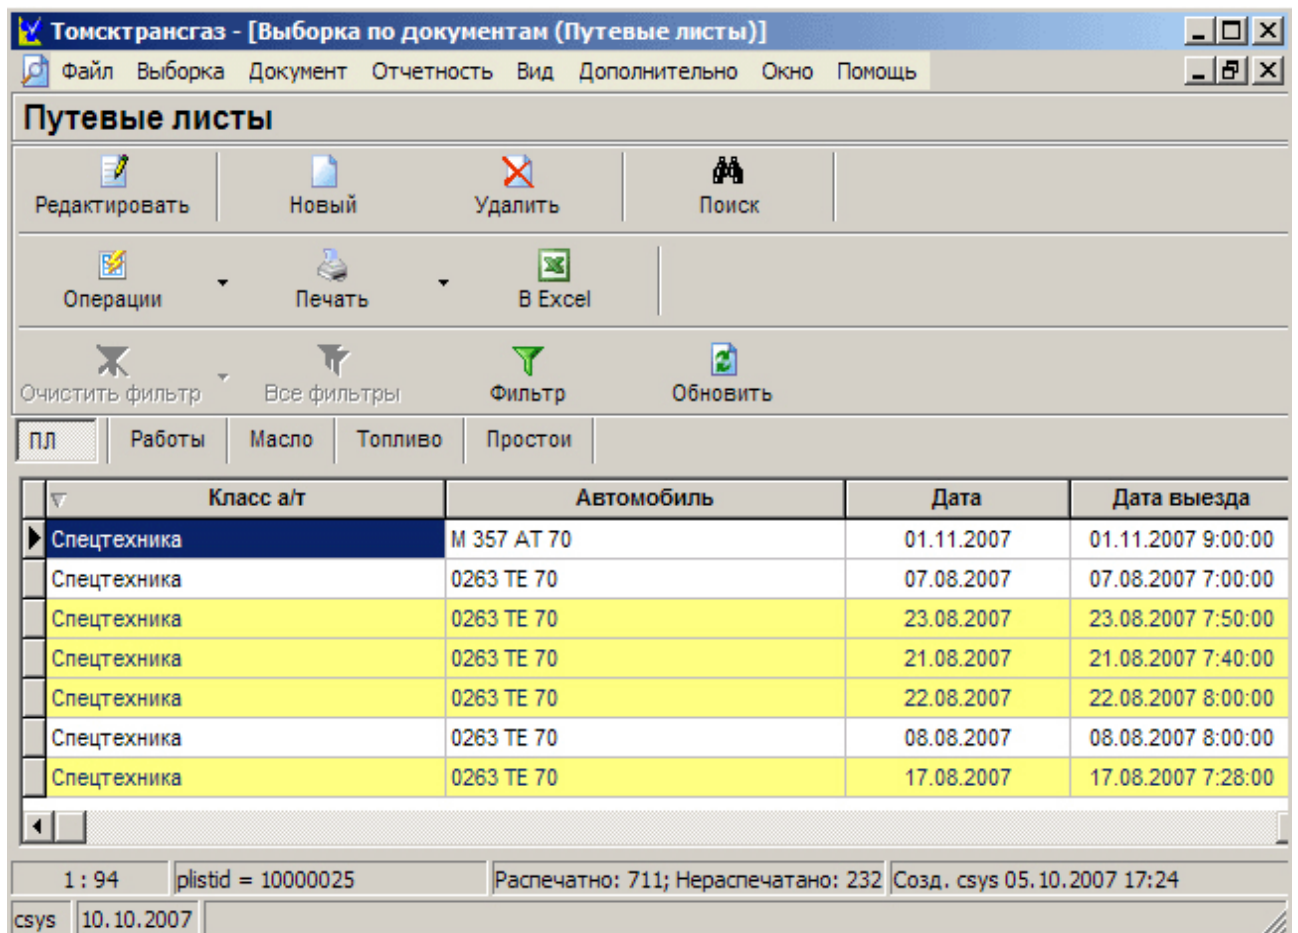 Томсктрансгаз - [Выборка по документам (Путевые листы)]
Файл Выборка Документ Отчетность Вид Дополнительно Окно Помощь
Путевые листы
Редактировать Новый Удалить Поиск
Операции Печать В Excel
Очистить фильтр Все фильтры Фильтр Обновить
ПЛ Работы Масло Топливо Простои
Класс а/т Автомобиль Дата Дата выезда
Спецтехника М 357 АТ 70 01.11.2007 01.11.2007 9:00:00
Спецтехника 0263 ТЕ 70 07.08.2007 07.08.2007 7:00:00
Спецтехника 0263 ТЕ 70 23.08.2007 23.08.2007 7:50:00
Спецтехника 0263 ТЕ 70 21.08.2007 21.08.2007 7:40:00
Спецтехника 0263 ТЕ 70 22.08.2007 22.08.2007 8:00:00
Спецтехника 0263 ТЕ 70 08.08.2007 08.08.2007 8:00:00
Спецтехника 0263 ТЕ 70 17.08.2007 17.08.2007 7:28:00
1 : 94 plistid = 10000025 Распечатно: 711; Нераспечатано: 232 Созд. csys 05.10.2007 17:24
csys 10.10.2007